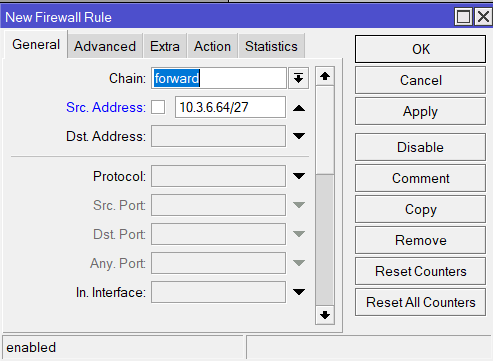 New Firewall Rule
General Advanced Extra Action Statistics
Chain: forward
Src. Address: 10.3.6.64/27
Dst. Address:
Protocol:
Src. Port:
Dst. Port:
Any. Port:
In. Interface:
OK
Cancel
Apply
Disable
Comment
Copy
Remove
Reset Counters
Reset All Counters
enabled